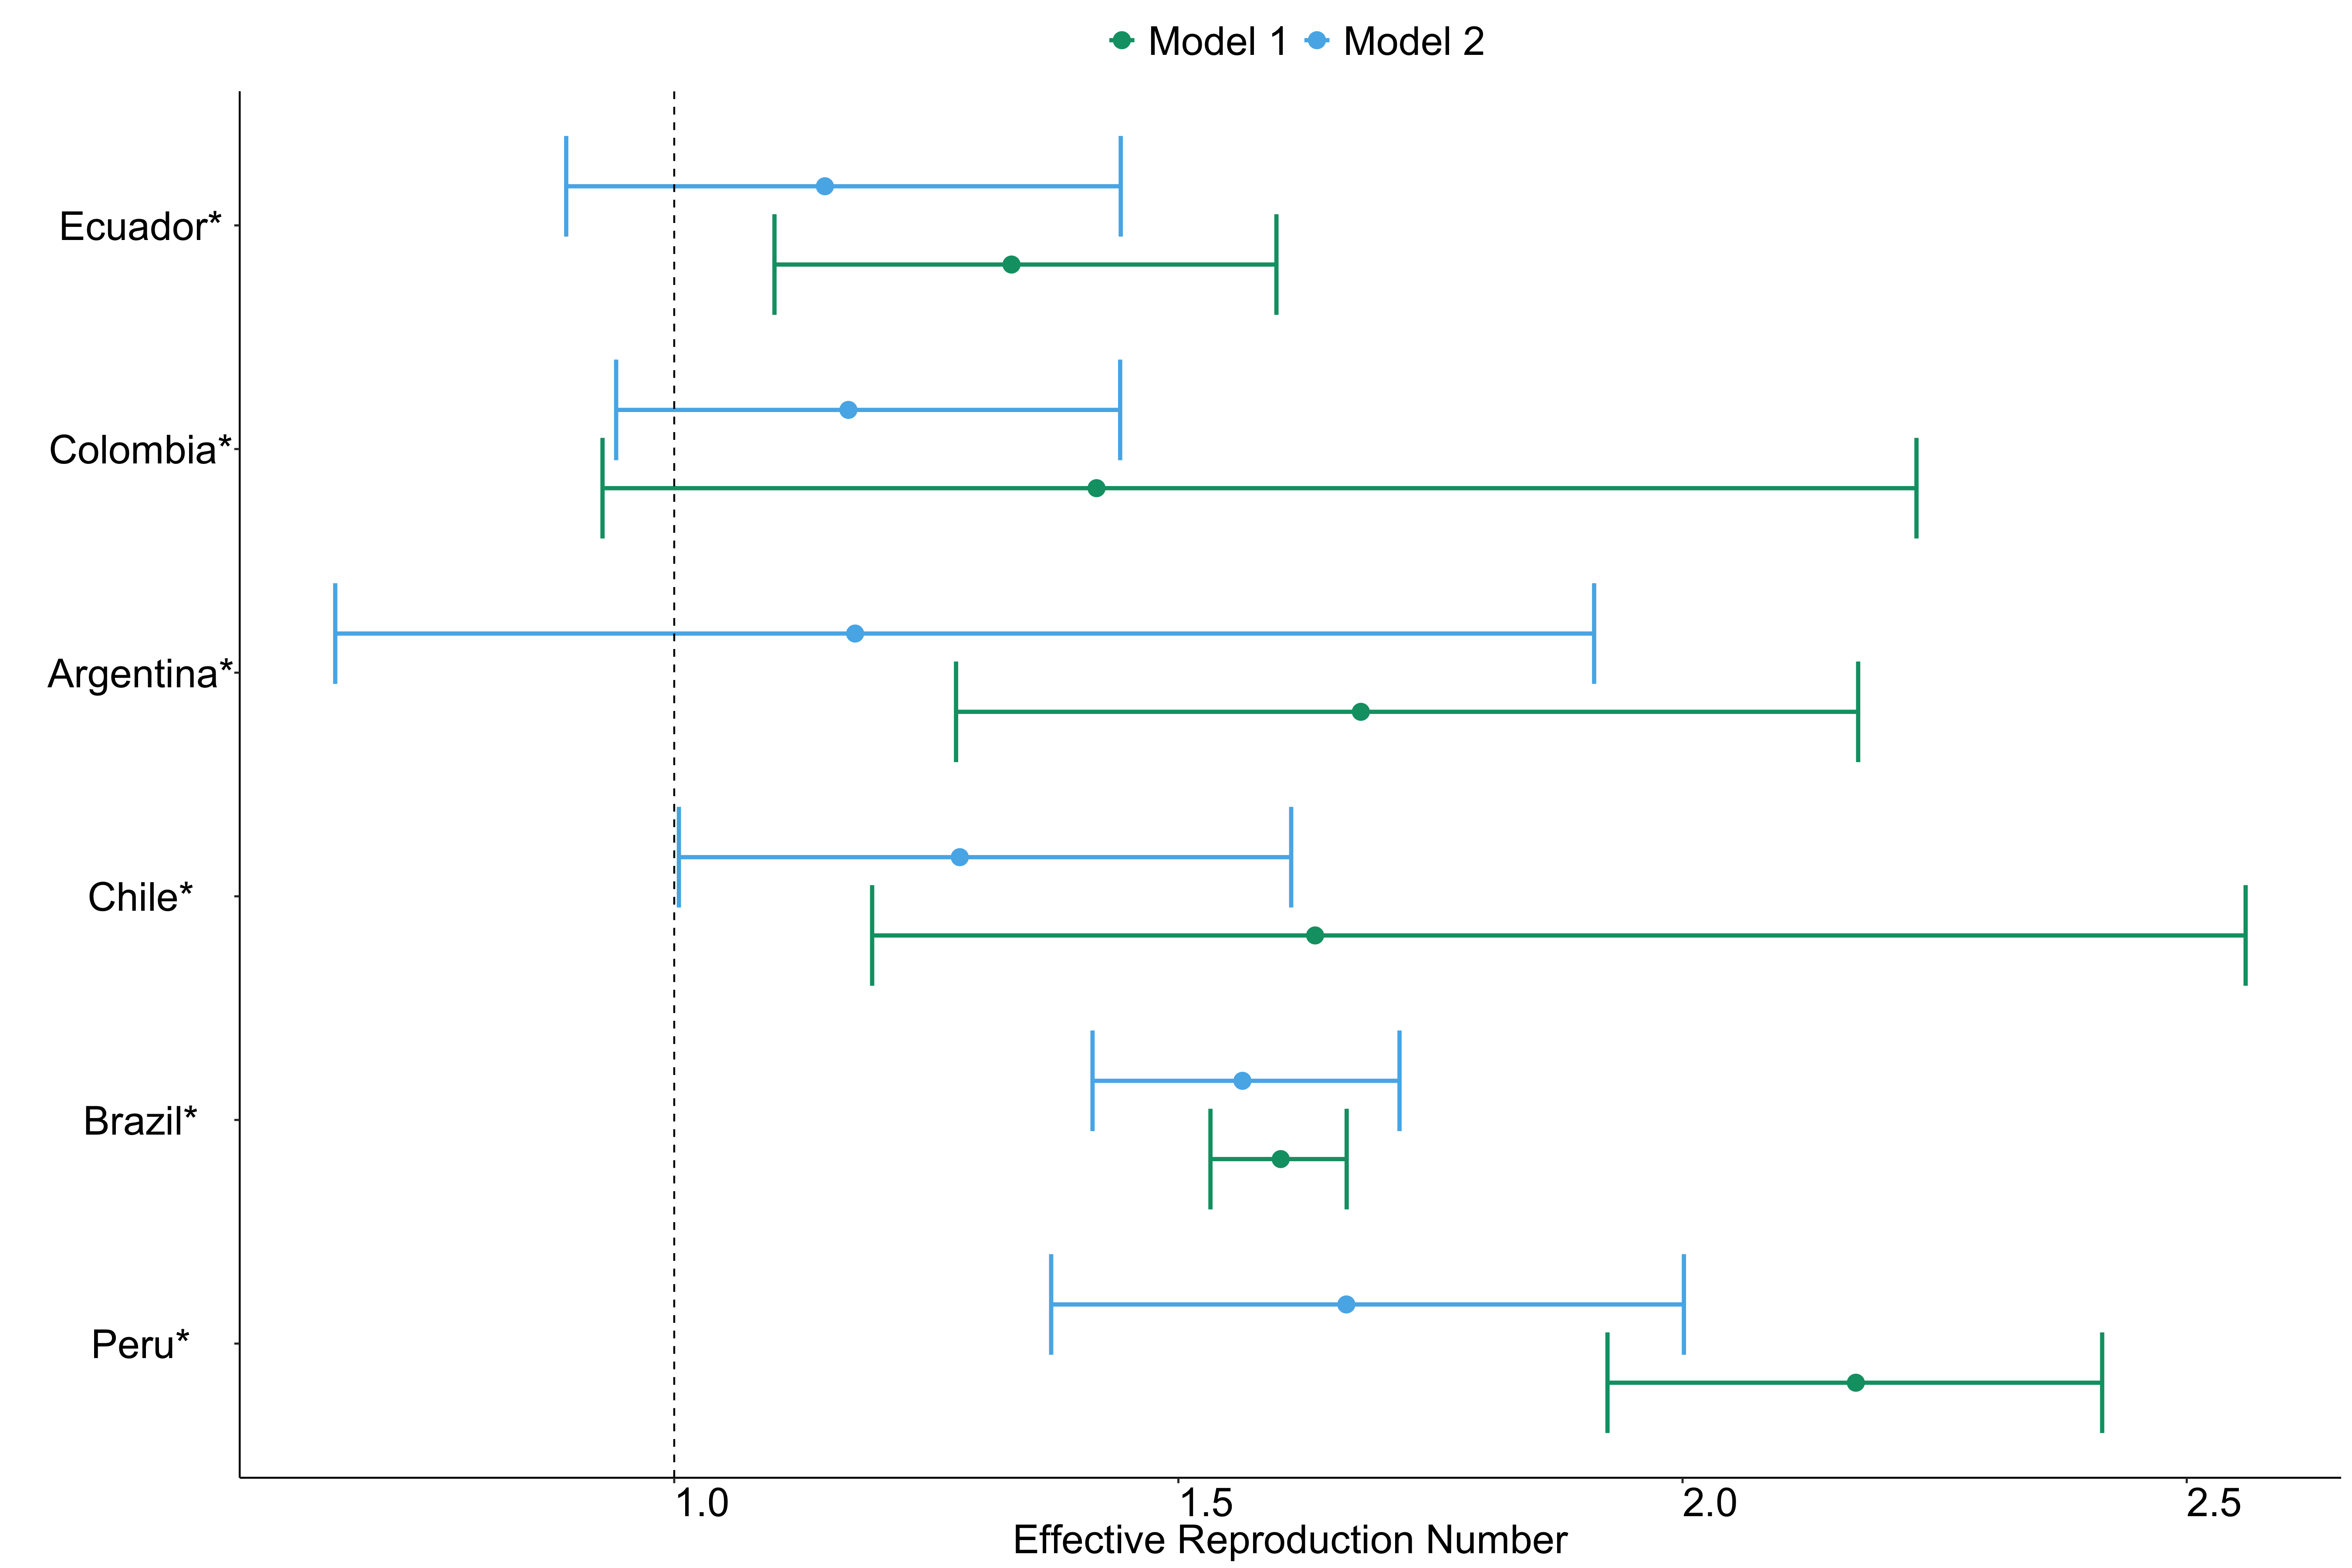 Model 1 Model 2
Ecuador*
Colombia*
Argentina*
Chile*
Brazil*
Peru*
1.0 1.5 2.0 2.5
Effective Reproduction Number